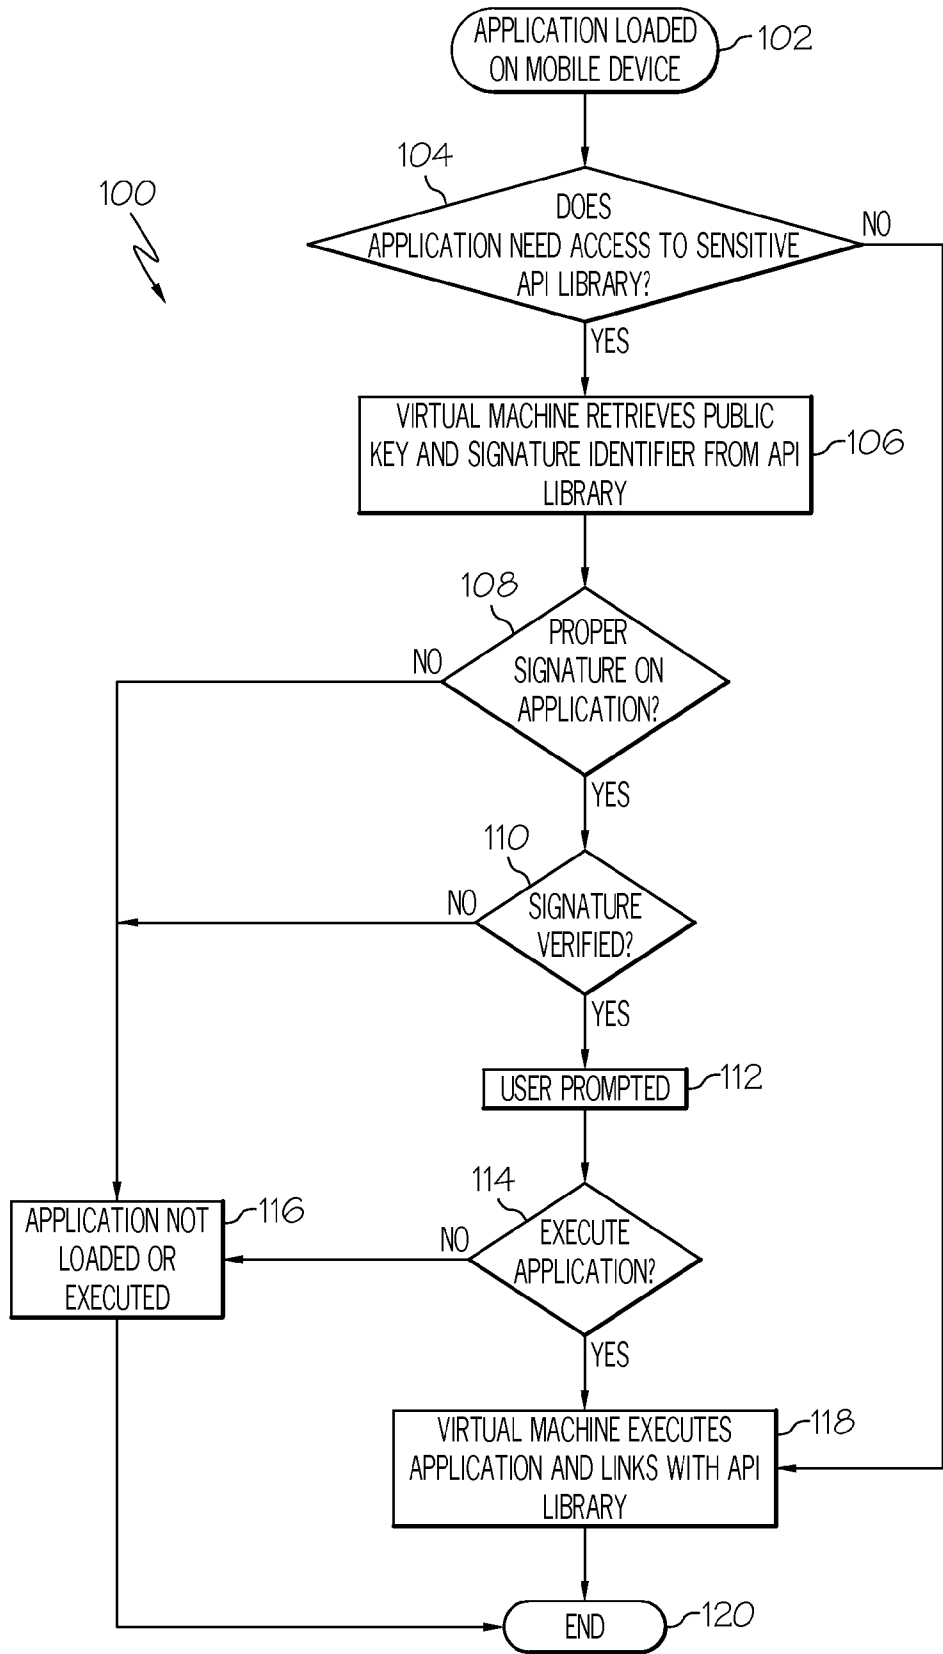 APPLICATION LOADED
ON MOBILE DEVICE
102
104
100
DOES
APPLICATION NEED ACCESS TO SENSITIVE
API LIBRARY?
NO
YES
VIRTUAL MACHINE RETRIEVES PUBLIC
KEY AND SIGNATURE IDENTIFIER FROM API
LIBRARY
106
108
PROPER
SIGNATURE ON
APPLICATION?
NO
YES
110
SIGNATURE
VERIFIED?
NO
YES
USER PROMPTED
112
114
EXECUTE
APPLICATION?
NO
YES
APPLICATION NOT
LOADED OR
EXECUTED
116
VIRTUAL MACHINE EXECUTES
APPLICATION AND LINKS WITH API
LIBRARY
118
END
120